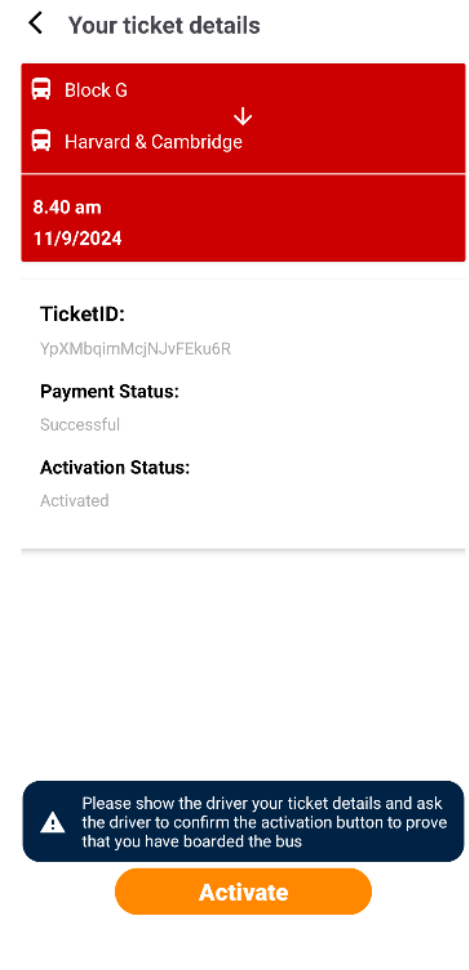 Your ticket details
Block G
Harvard & Cambridge
8.40 am
11/9/2024
TicketID:
YpXMbqimMcjNJvFEku6R
Payment Status:
Successful
Activation Status:
Activated
Please show the driver your ticket details and ask
the driver to confirm the activation button to prove
that you have boarded the bus
Activate